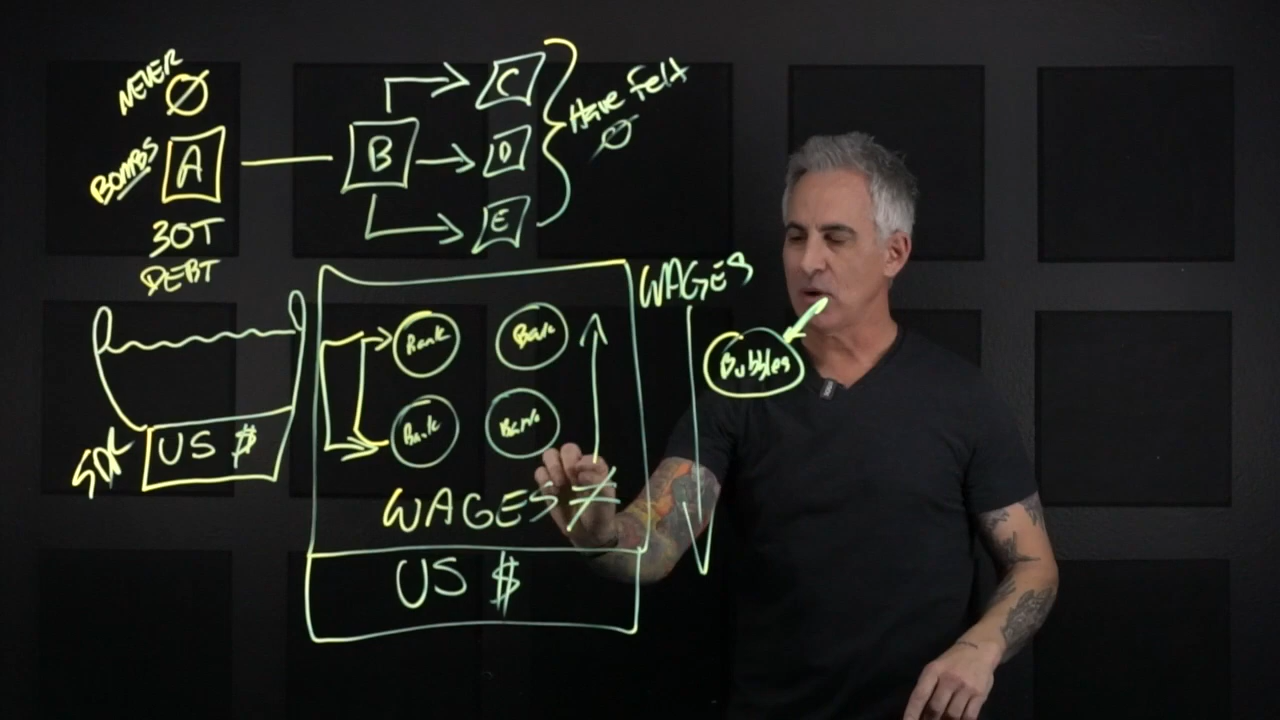 NEVER
Ø
BOMBS
A
30T
DEBT
B
C
D
E
Have Felt
Ø
US $
WAGES
Bubbles
Bank
Bank
Bank
Bank
WAGES ≠
US $